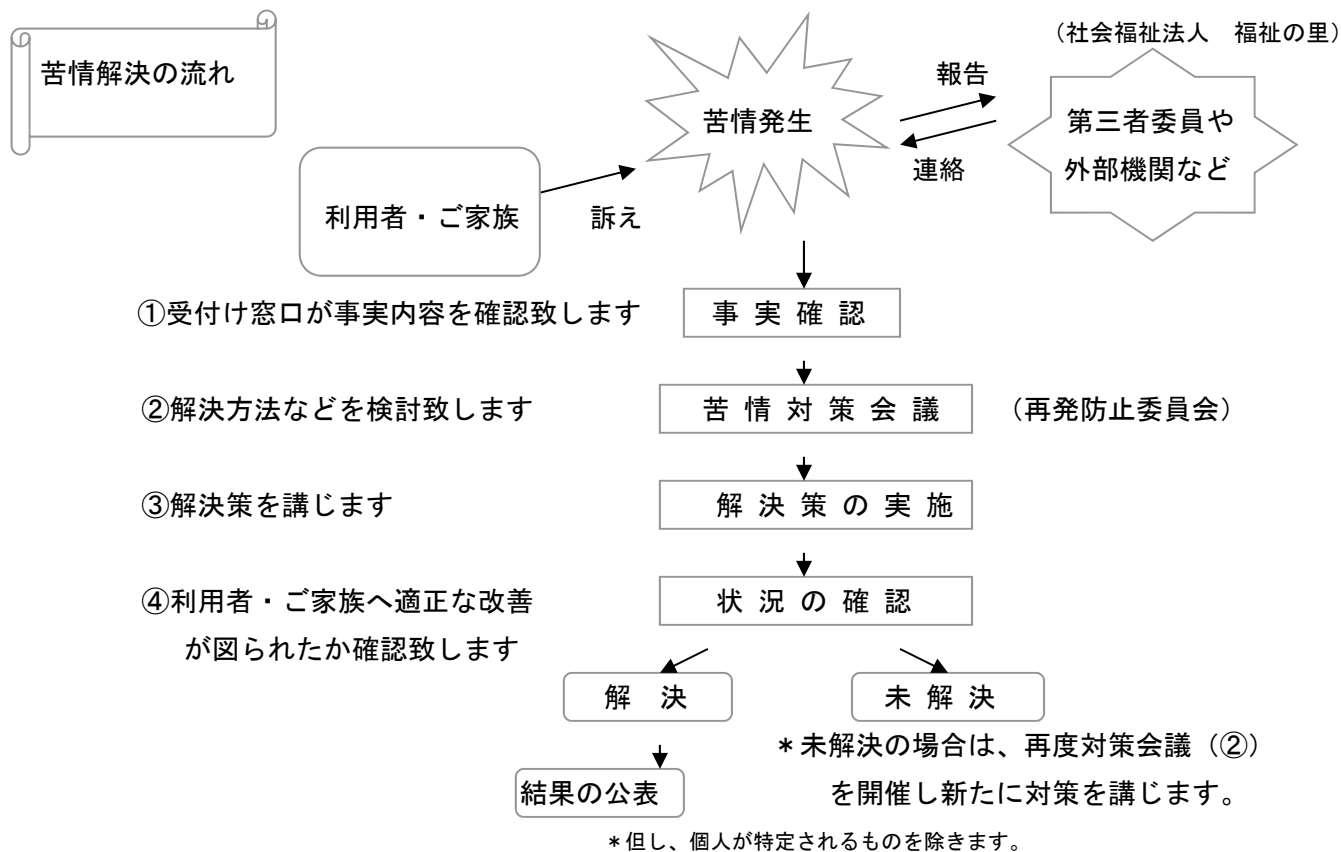 （社会福祉法人　福祉の里）
苦情解決の流れ
苦情発生
報告
連絡
第三者委員や
外部機関など
利用者・ご家族
訴え
①受付け窓口が事実内容を確認致します
事 実 確 認
②解決方法などを検討致します
苦 情 対 策 会 議
（再発防止委員会）
③解決策を講じます
解 決 策 の 実 施
④利用者・ご家族へ適正な改善
が図られたか確認致します
状 況 の 確 認
解　決
未 解 決
＊未解決の場合は、再度対策会議（②）
を開催し新たに対策を講じます。
結果の公表
＊但し、個人が特定されるものを除きます。